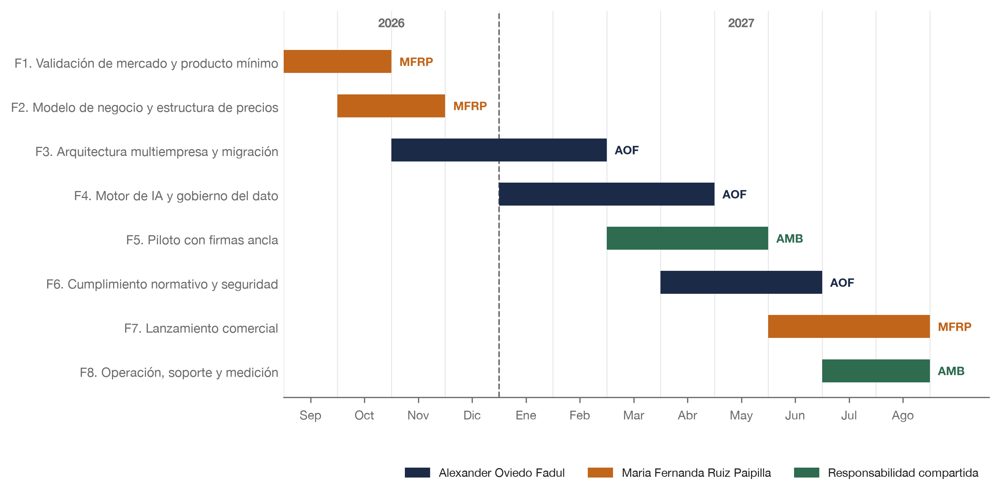 2026 2027
F1. Validación de mercado y producto mínimo MFRP
F2. Modelo de negocio y estructura de precios MFRP
F3. Arquitectura multiempresa y migración AOF
F4. Motor de IA y gobierno del dato AOF
F5. Piloto con firmas ancla AMB
F6. Cumplimiento normativo y seguridad AOF
F7. Lanzamiento comercial MFRP
F8. Operación, soporte y medición AMB
Sep Oct Nov Dic Ene Feb Mar Abr May Jun Jul Ago
Alexander Oviedo Fadul Maria Fernanda Ruiz Paipilla Responsabilidad compartida